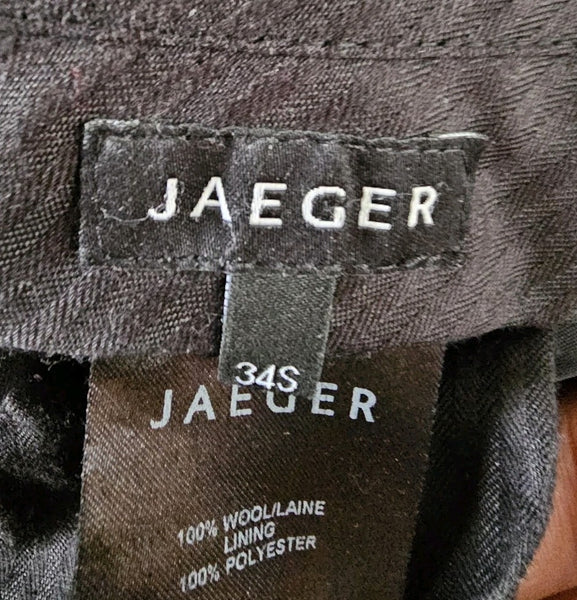 JAEGER
34S
JAEGER
100% WOOL/LAINE
LINING
100% POLYESTER